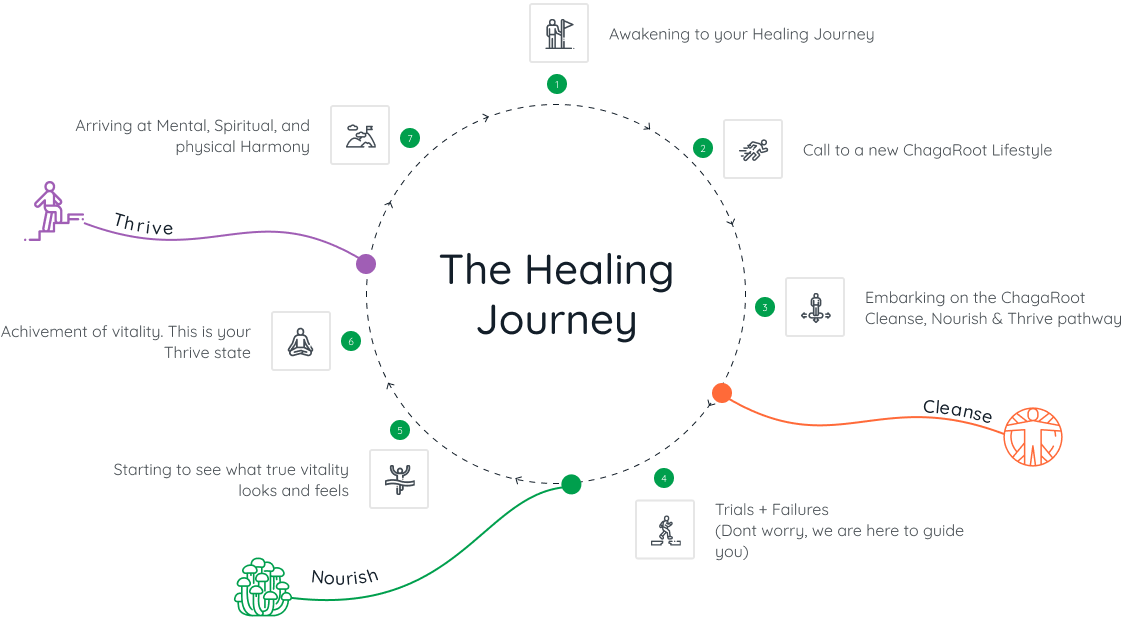 The Healing
Journey
1
Awakening to your Healing Journey
2
Call to a new ChagaRoot Lifestyle
3
Embarking on the ChagaRoot
Cleanse, Nourish & Thrive pathway
Cleanse
4
Trials + Failures
(Dont worry, we are here to guide
you)
Nourish
5
Starting to see what true vitality
looks and feels
6
Achivement of vitality. This is your
Thrive state
Thrive
7
Arriving at Mental, Spiritual, and
physical Harmony